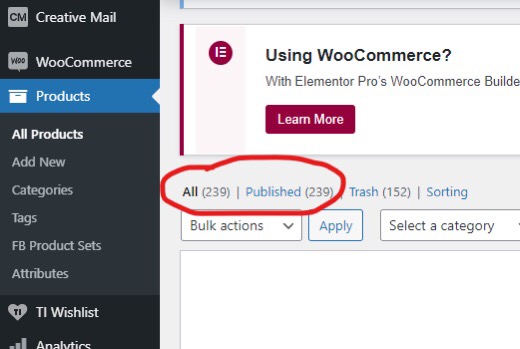 CM Creative Mail
Woo WooCommerce
Products
All Products
Add New
Categories
Tags
FB Product Sets
Attributes
TI TI Wishlist
Analytics
Using WooCommerce?
With Elementor Pro's WooCommerce Builde
Learn More
All (239) | Published (239) | Trash (152) | Sorting
Bulk actions
Apply
Select a category